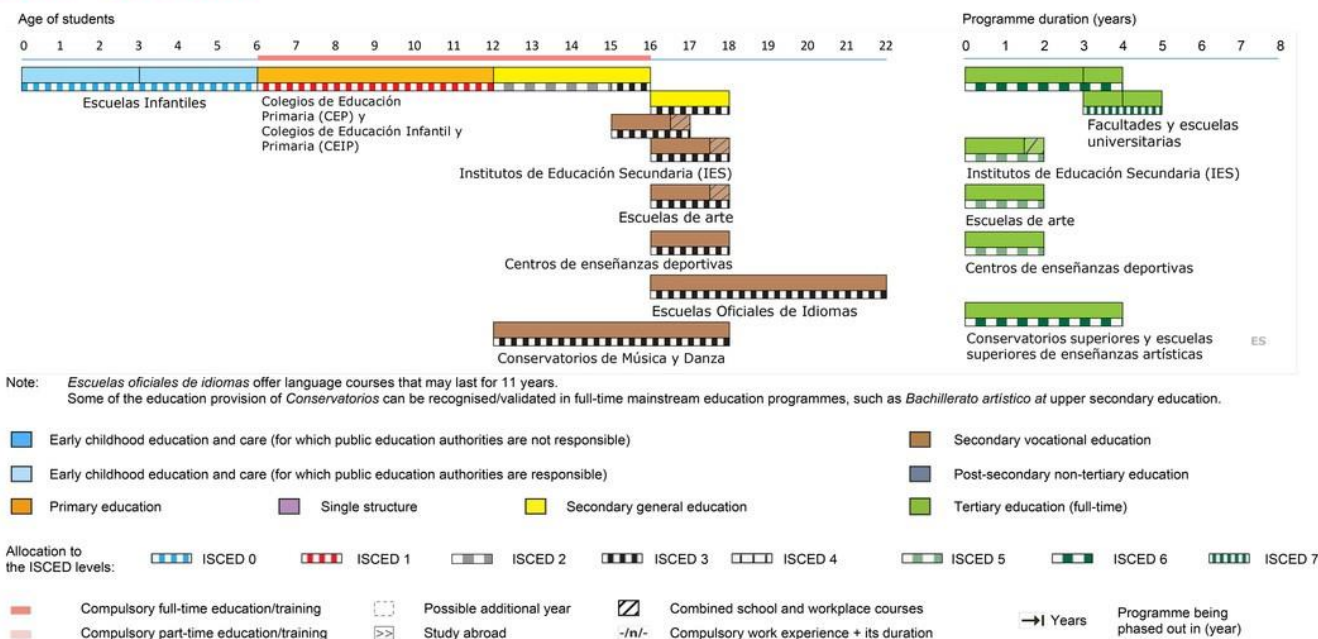 Age of students
Programme duration (years)
0 1 2 3 4 5 6 7 8 9 10 11 12 13 14 15 16 17 18 19 20 21 22
0 1 2 3 4 5 6 7 8
Escuelas Infantiles
Colegios de Educación
Primaria (CEP) y
Colegios de Educación Infantil y
Primaria (CEIP)
Institutos de Educación Secundaria (IES)
Escuelas de arte
Centros de enseñanzas deportivas
Escuelas Oficiales de Idiomas
Conservatorios de Música y Danza
Facultades y escuelas
universitarias
Institutos de Educación Secundaria (IES)
Escuelas de arte
Centros de enseñanzas deportivas
Conservatorios superiores y escuelas
superiores de enseñanzas artísticas
ES
Note: Escuelas oficiales de idiomas offer language courses that may last for 11 years.
Some of the education provision of Conservatorios can be recognised/validated in full-time mainstream education programmes, such as Bachillerato artístico at upper secondary education.
Early childhood education and care (for which public education authorities are not responsible)
Secondary vocational education
Early childhood education and care (for which public education authorities are responsible)
Post-secondary non-tertiary education
Primary education
Single structure
Secondary general education
Tertiary education (full-time)
Allocation to
the ISCED levels:
ISCED 0
ISCED 1
ISCED 2
ISCED 3
ISCED 4
ISCED 5
ISCED 6
ISCED 7
Compulsory full-time education/training
Possible additional year
Combined school and workplace courses
Years
Programme being
phased out in (year)
Compulsory part-time education/training
>> Study abroad
-/n/- Compulsory work experience + its duration